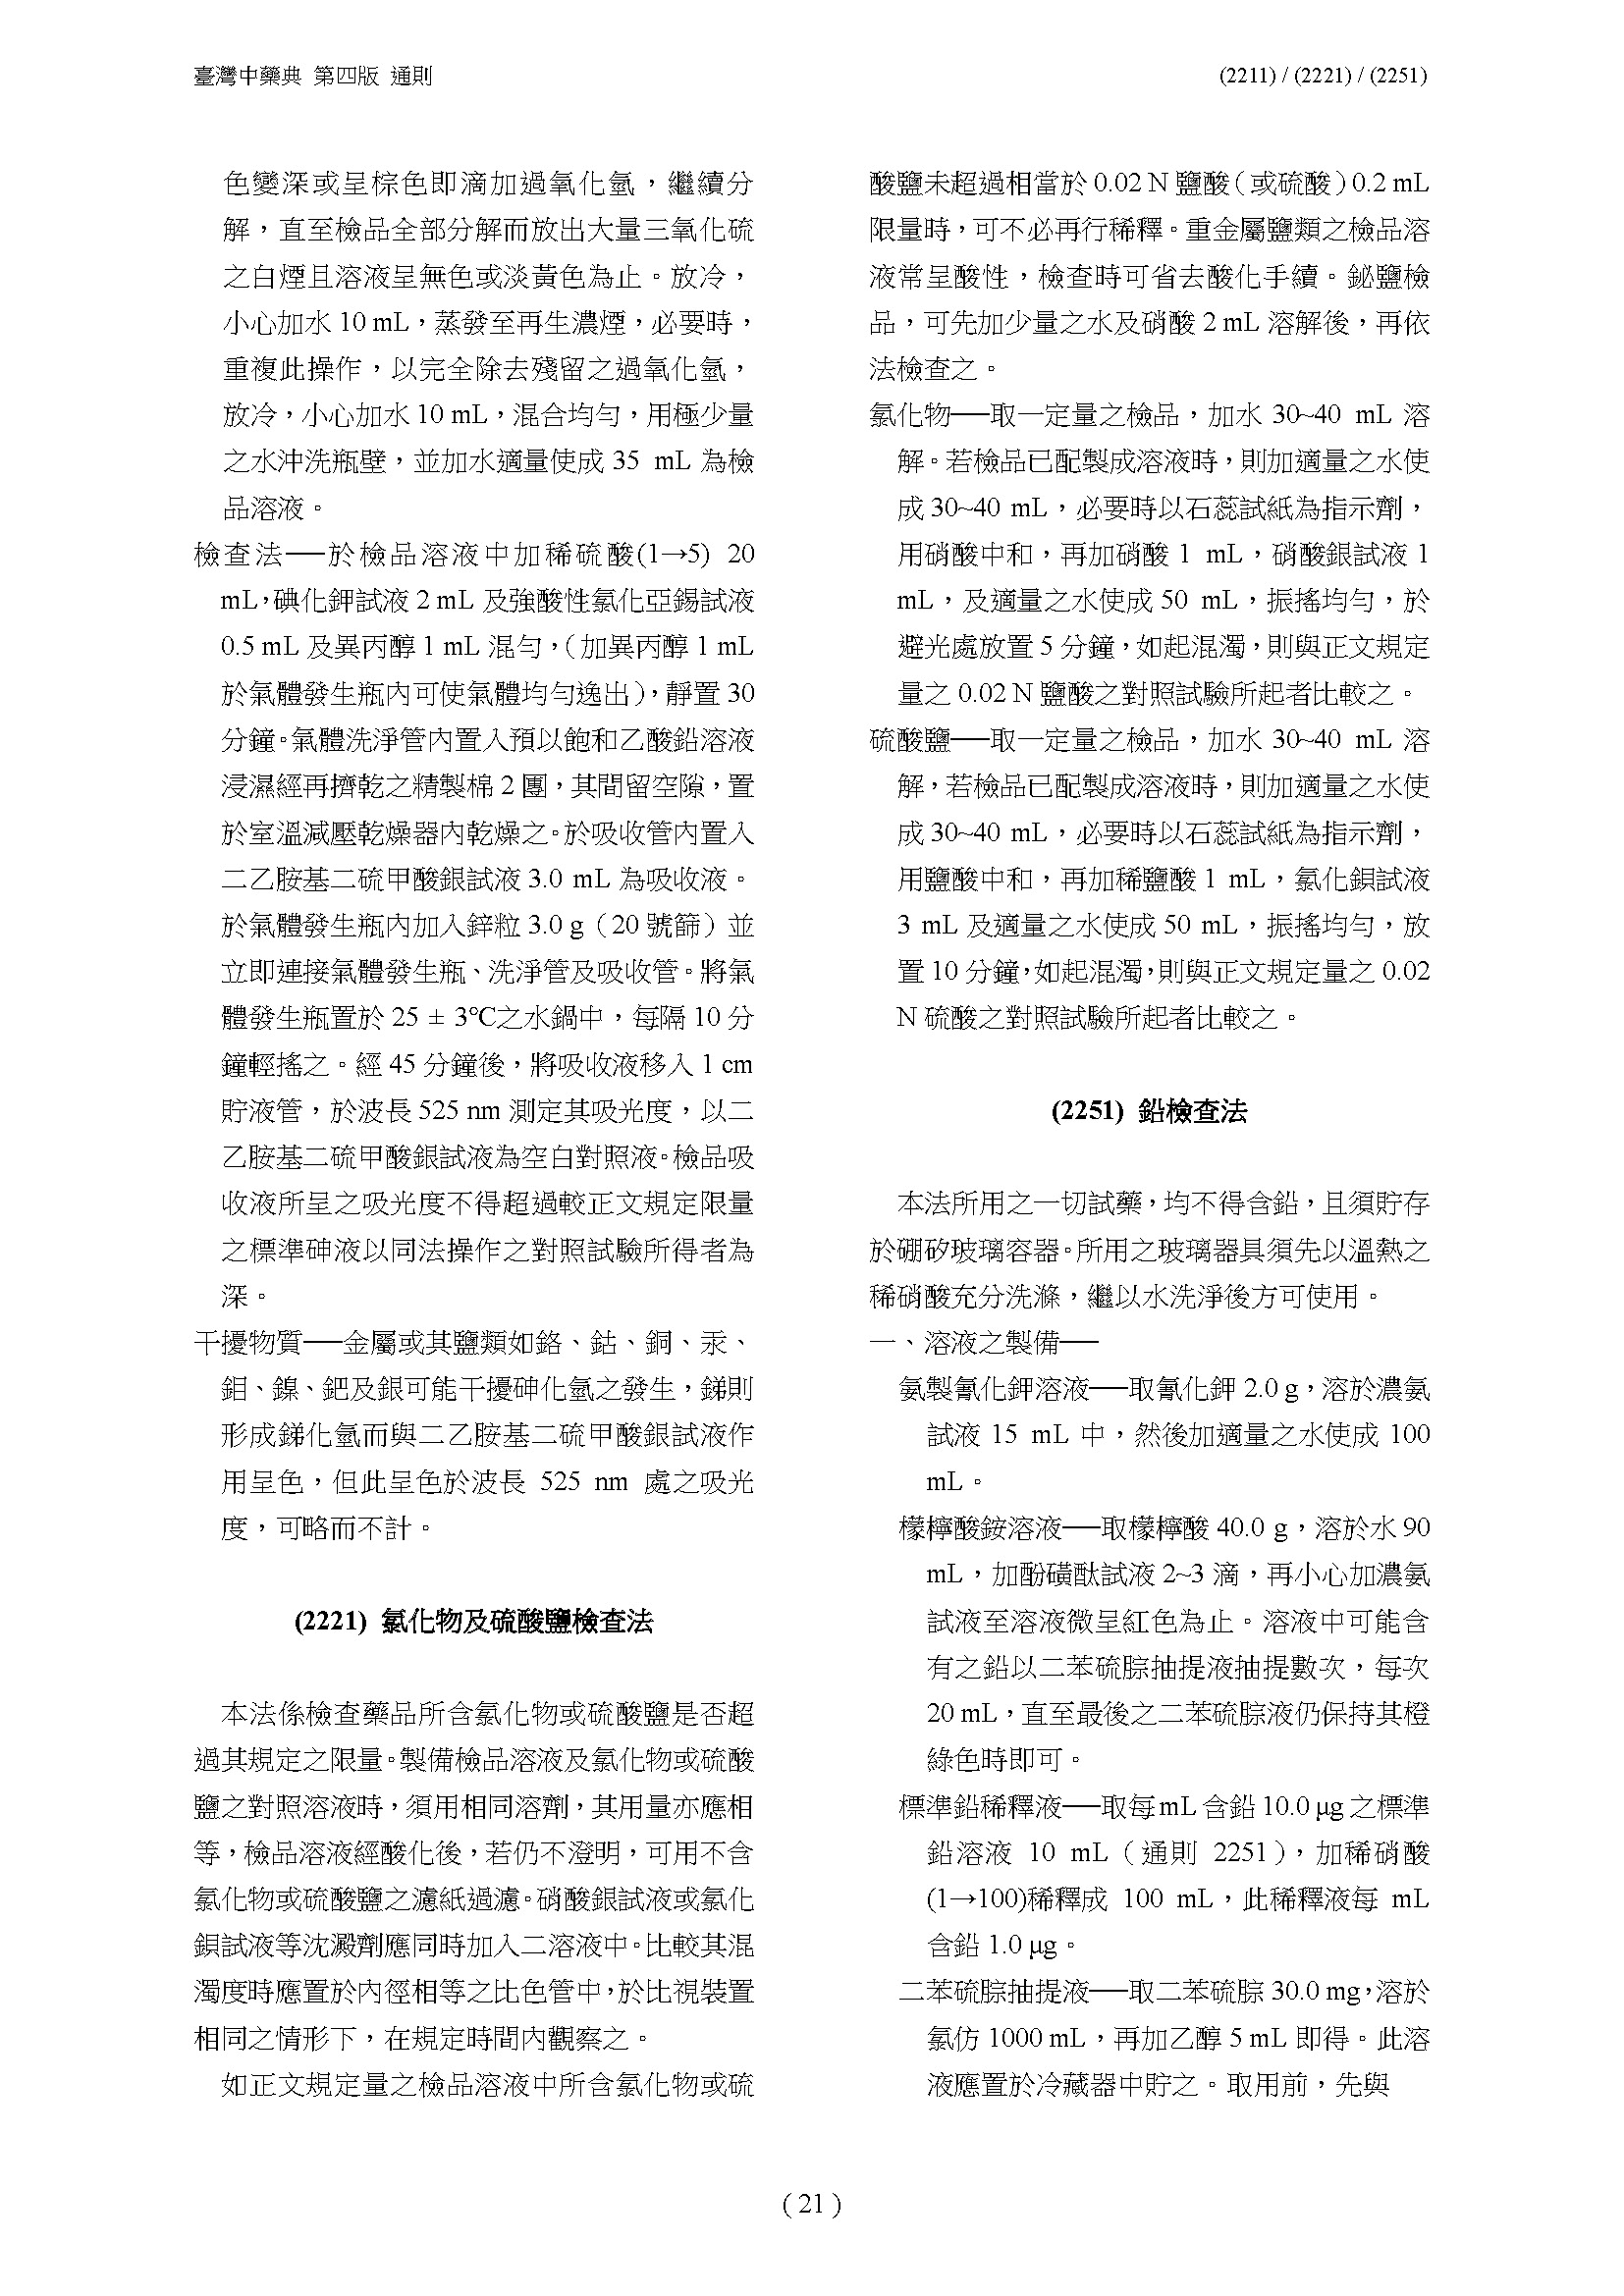 臺灣中藥典 第四版 通則
(2211) / (2221) / (2251)
色變深或呈棕色即滴加過氧化氫，繼續分
解，直至檢品全部分解而放出大量三氧化硫
之白煙且溶液呈無色或淡黃色為止。放冷，
小心加水 10 mL，蒸發至再生濃煙，必要時，
重複此操作，以完全除去殘留之過氧化氫，
放冷，小心加水 10 mL，混合均勻，用極少量
之水沖洗瓶壁，並加水適量使成 35 mL 為檢
品溶液。
檢查法──於檢品溶液中加稀硫酸(1→5) 20
mL，碘化鉀試液 2 mL 及強酸性氯化亞錫試液
0.5 mL 及異丙醇 1 mL 混勻，（加異丙醇 1 mL
於氣體發生瓶內可使氣體均勻逸出），靜置 30
分鐘。氣體洗淨管內置入預以飽和乙酸鉛溶液
浸濕經再擠乾之精製棉 2 團，其間留空隙，置
於室溫減壓乾燥器內乾燥之。於吸收管內置入
二乙胺基二硫甲酸銀試液 3.0 mL 為吸收液。
於氣體發生瓶內加入鋅粒 3.0 g（20 號篩）並
立即連接氣體發生瓶、洗淨管及吸收管。將氣
體發生瓶置於 25 ± 3℃之水鍋中，每隔 10 分
鐘輕搖之。經 45 分鐘後，將吸收液移入 1 cm
貯液管，於波長 525 nm 測定其吸光度，以二
乙胺基二硫甲酸銀試液為空白對照液。檢品吸
收液所呈之吸光度不得超過較正文規定限量
之標準砷液以同法操作之對照試驗所得者為
深。
干擾物質──金屬或其鹽類如鉻、鈷、銅、汞、
鉬、鎳、鈀及銀可能干擾砷化氫之發生，銻則
形成銻化氫而與二乙胺基二硫甲酸銀試液作
用呈色，但此呈色於波長 525 nm 處之吸光
度，可略而不計。
(2221) 氯化物及硫酸鹽檢查法
本法係檢查藥品所含氯化物或硫酸鹽是否超
過其規定之限量。製備檢品溶液及氯化物或硫酸
鹽之對照溶液時，須用相同溶劑，其用量亦應相
等，檢品溶液經酸化後，若仍不澄明，可用不含
氯化物或硫酸鹽之濾紙過濾。硝酸銀試液或氯化
鋇試液等沈澱劑應同時加入二溶液中。比較其混
濁度時應置於內徑相等之比色管中，於比視裝置
相同之情形下，在規定時間內觀察之。
如正文規定量之檢品溶液中所含氯化物或硫
酸鹽未超過相當於 0.02 N 鹽酸（或硫酸）0.2 mL
限量時，可不必再行稀釋。重金屬鹽類之檢品溶
液常呈酸性，檢查時可省去酸化手續。鉍鹽檢
品，可先加少量之水及硝酸 2 mL 溶解後，再依
法檢查之。
氯化物──取一定量之檢品，加水 30~40 mL 溶
解。若檢品已配製成溶液時，則加適量之水使
成 30~40 mL，必要時以石蕊試紙為指示劑，
用硝酸中和，再加硝酸 1 mL，硝酸銀試液 1
mL，及適量之水使成 50 mL，振搖均勻，於
避光處放置 5 分鐘，如起混濁，則與正文規定
量之 0.02 N 鹽酸之對照試驗所起者比較之。
硫酸鹽──取一定量之檢品，加水 30~40 mL 溶
解，若檢品已配製成溶液時，則加適量之水使
成 30~40 mL，必要時以石蕊試紙為指示劑，
用鹽酸中和，再加稀鹽酸 1 mL，氯化鋇試液
3 mL 及適量之水使成 50 mL，振搖均勻，放
置 10 分鐘，如起混濁，則與正文規定量之 0.02
N 硫酸之對照試驗所起者比較之。
(2251) 鉛檢查法
本法所用之一切試藥，均不得含鉛，且須貯存
於硼矽玻璃容器。所用之玻璃器具須先以溫熱之
稀硝酸充分洗滌，繼以水洗淨後方可使用。
一、溶液之製備──
氨製氰化鉀溶液──取氰化鉀 2.0 g，溶於濃氨
試液 15 mL 中，然後加適量之水使成 100
mL。
檬檸酸銨溶液──取檬檸酸 40.0 g，溶於水 90
mL，加酚磺酞試液 2~3 滴，再小心加濃氨
試液至溶液微呈紅色為止。溶液中可能含
有之鉛以二苯硫腙抽提液抽提數次，每次
20 mL，直至最後之二苯硫腙液仍保持其橙
綠色時即可。
標準鉛稀釋液──取每 mL 含鉛 10.0 μg 之標準
鉛溶液 10 mL（通則 2251），加稀硝酸
(1→100)稀釋成 100 mL，此稀釋液每 mL
含鉛 1.0 μg。
二苯硫腙抽提液──取二苯硫腙 30.0 mg，溶於
氯仿 1000 mL，再加乙醇 5 mL 即得。此溶
液應置於冷藏器中貯之。取用前，先與
( 21 )